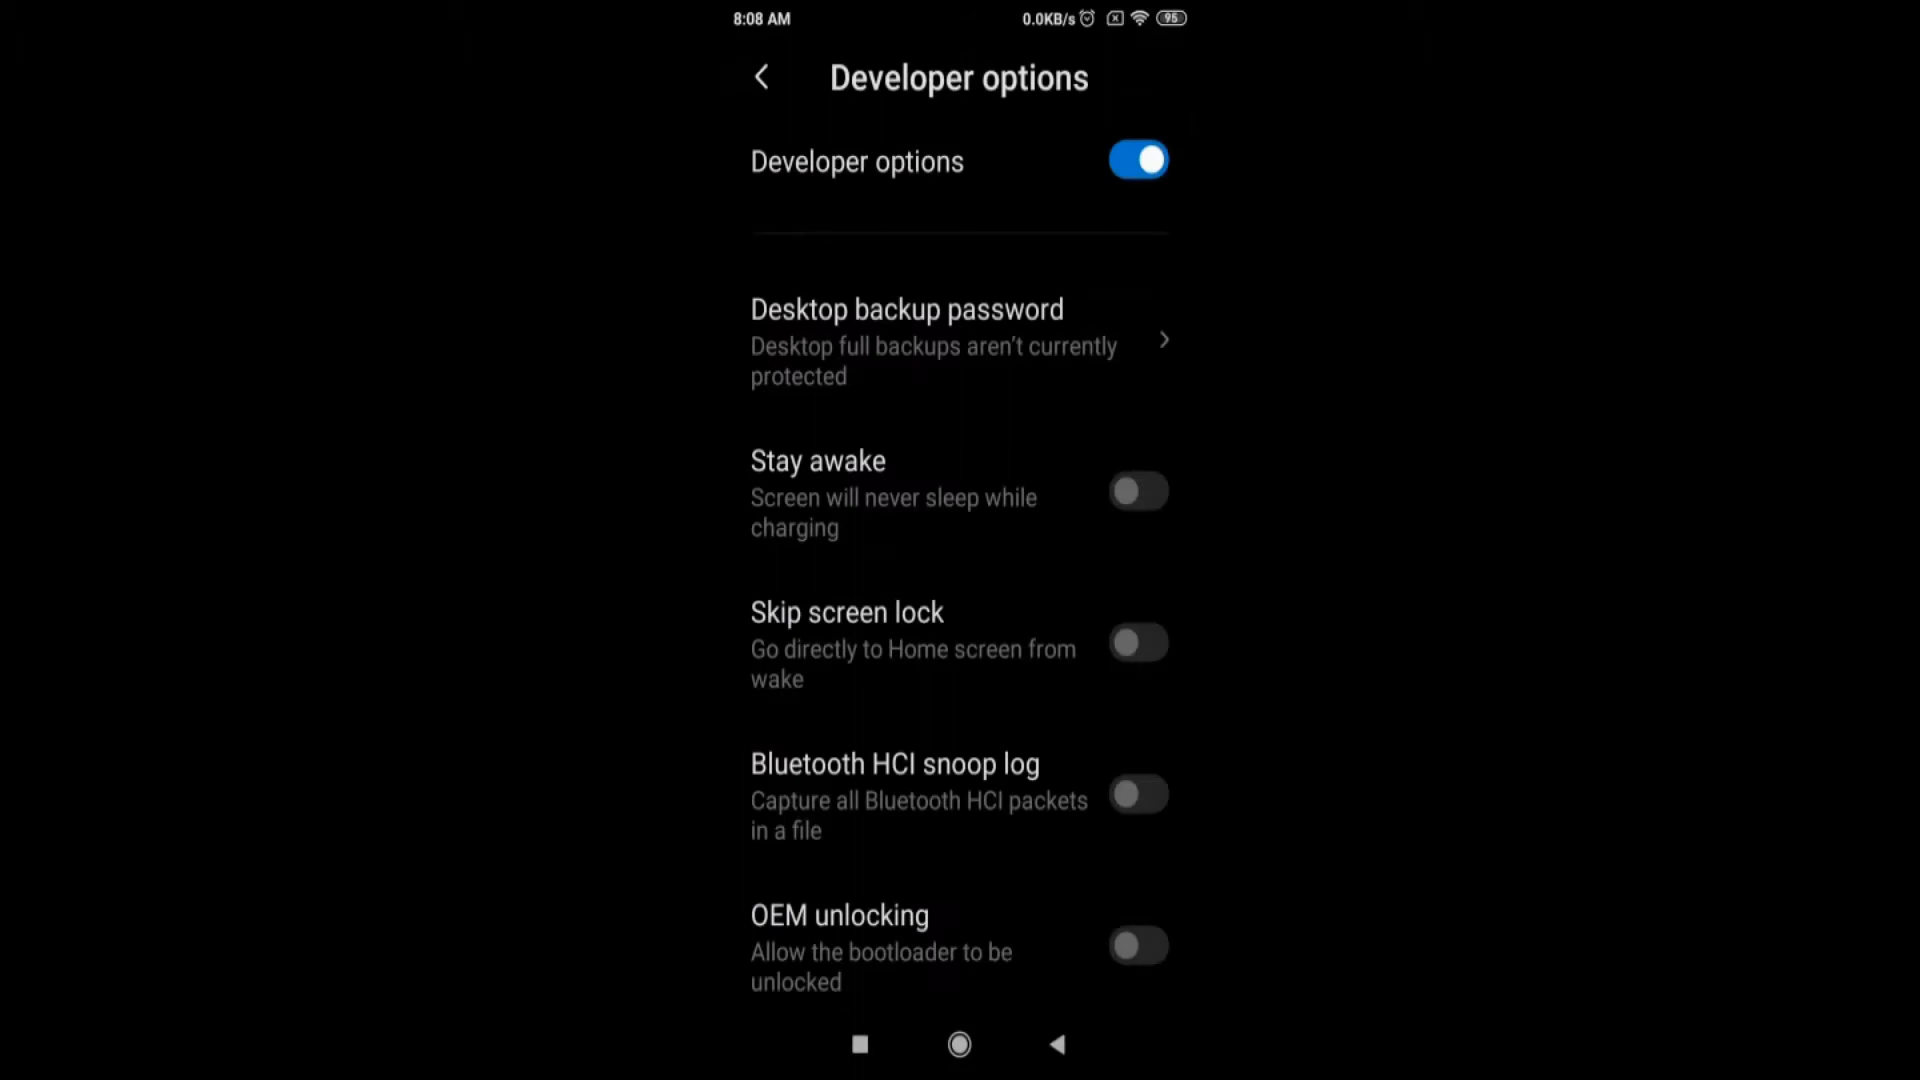 8:08 AM
0.0KB/s
95
Developer options
Developer options
Desktop backup password
Desktop full backups aren't currently
protected
Stay awake
Screen will never sleep while
charging
Skip screen lock
Go directly to Home screen from
wake
Bluetooth HCI snoop log
Capture all Bluetooth HCI packets
in a file
OEM unlocking
Allow the bootloader to be
unlocked